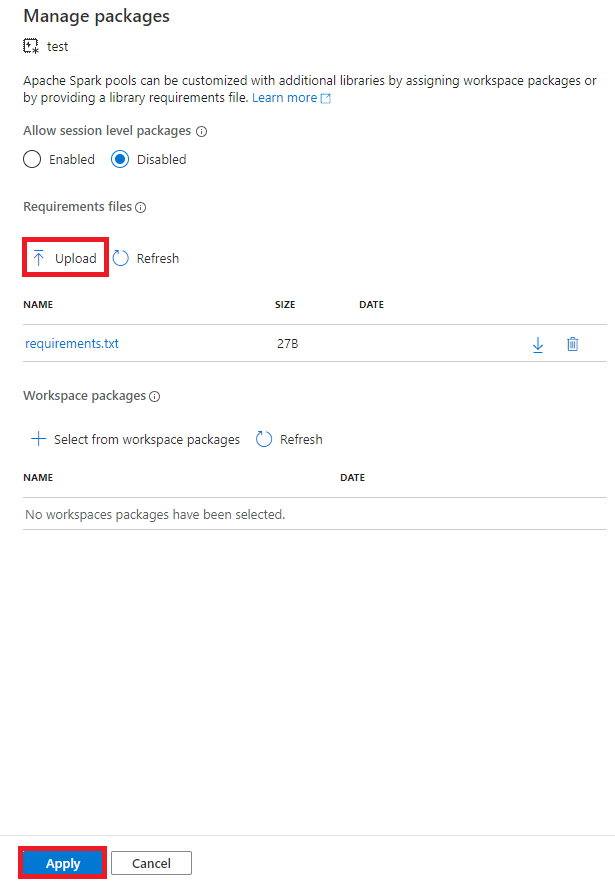 Manage packages
test
Apache Spark pools can be customized with additional libraries by assigning workspace packages or
by providing a library requirements file. Learn more
Allow session level packages
Enabled Disabled
Requirements files
Upload Refresh
NAME SIZE DATE
requirements.txt 27B
Workspace packages
Select from workspace packages Refresh
NAME DATE
No workspaces packages have been selected.
Apply Cancel